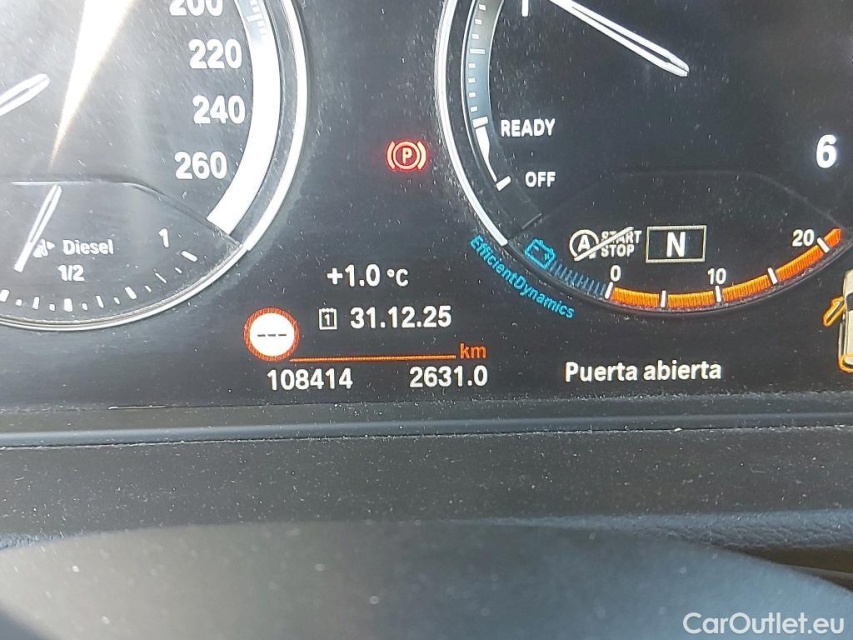 200
220
240
260
Diesel
1/2
1
P
READY
OFF
6
A START STOP
N
EfficientDynamics
0
10
20
+1.0 °C
1 31.12.25
---
km
108414 2631.0
Puerta abierta
CarOutlet.eu